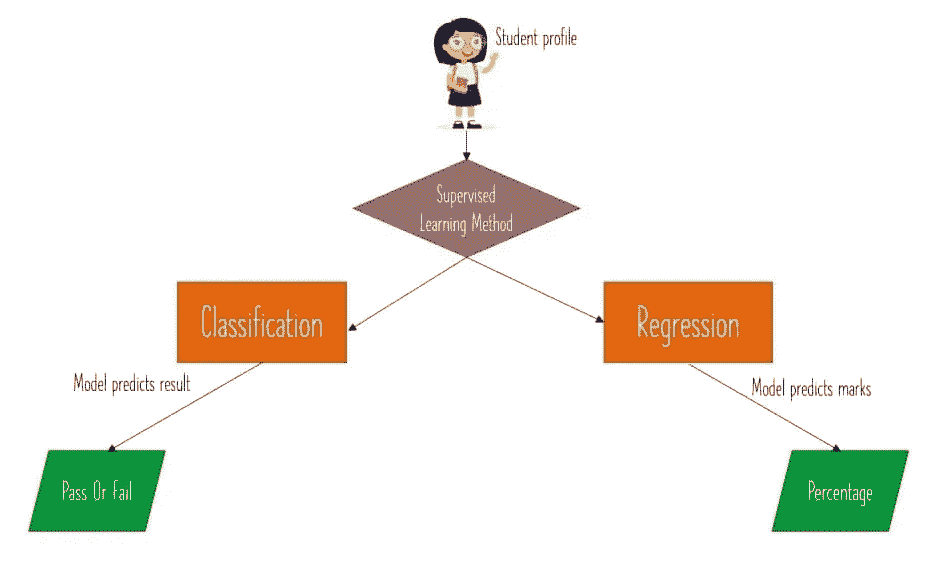 Student profile
Supervised
Learning Method
Classification
Regression
Model predicts result
Model predicts marks
Pass Or Fail
Percentage